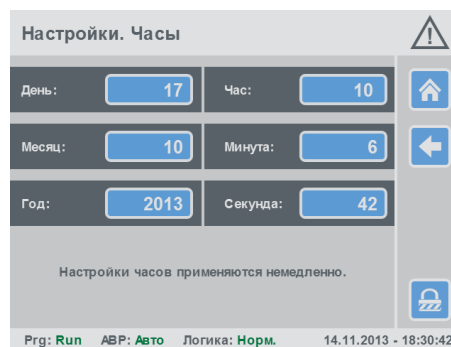 Настройки. Часы
День: 17 Час: 10
Месяц: 10 Минута: 6
Год: 2013 Секунда: 42
Настройки часов применяются немедленно.
Prg: Run АВР: Авто Логика: Норм. 14.11.2013 - 18:30:42